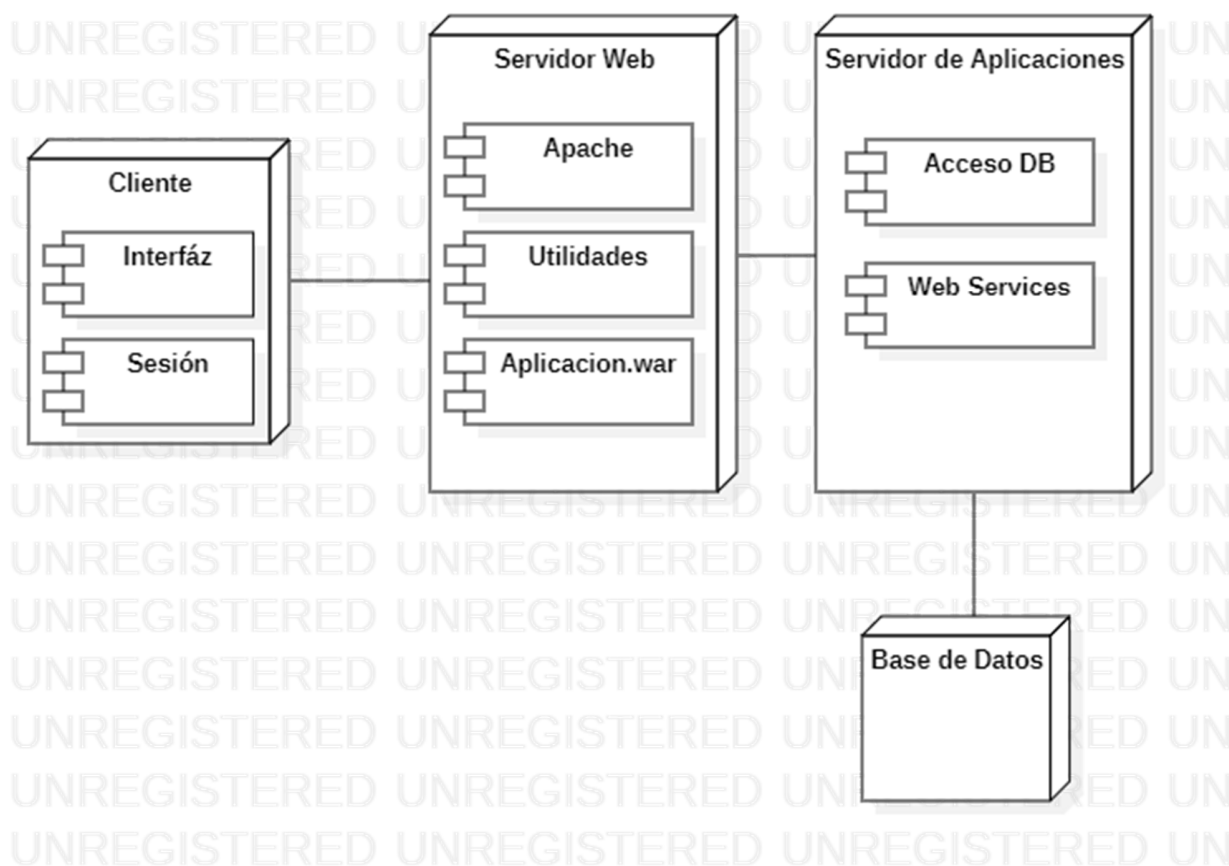 Cliente
Interfáz
Sesión
Servidor Web
Apache
Utilidades
Aplicacion.war
Servidor de Aplicaciones
Acceso DB
Web Services
Base de Datos
UNREGISTERED